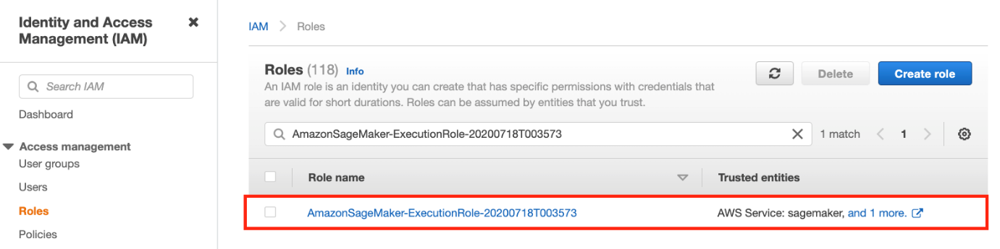 Identity and Access
Management (IAM)
Search IAM
Dashboard
Access management
User groups
Users
Roles
Policies
IAM > Roles
Roles (118) Info
An IAM role is an identity you can create that has specific permissions with credentials that
are valid for short durations. Roles can be assumed by entities that you trust.
Delete
Create role
AmazonSageMaker-ExecutionRole-20200718T003573
1 match
1
Role name
Trusted entities
AmazonSageMaker-ExecutionRole-20200718T003573
AWS Service: sagemaker, and 1 more.